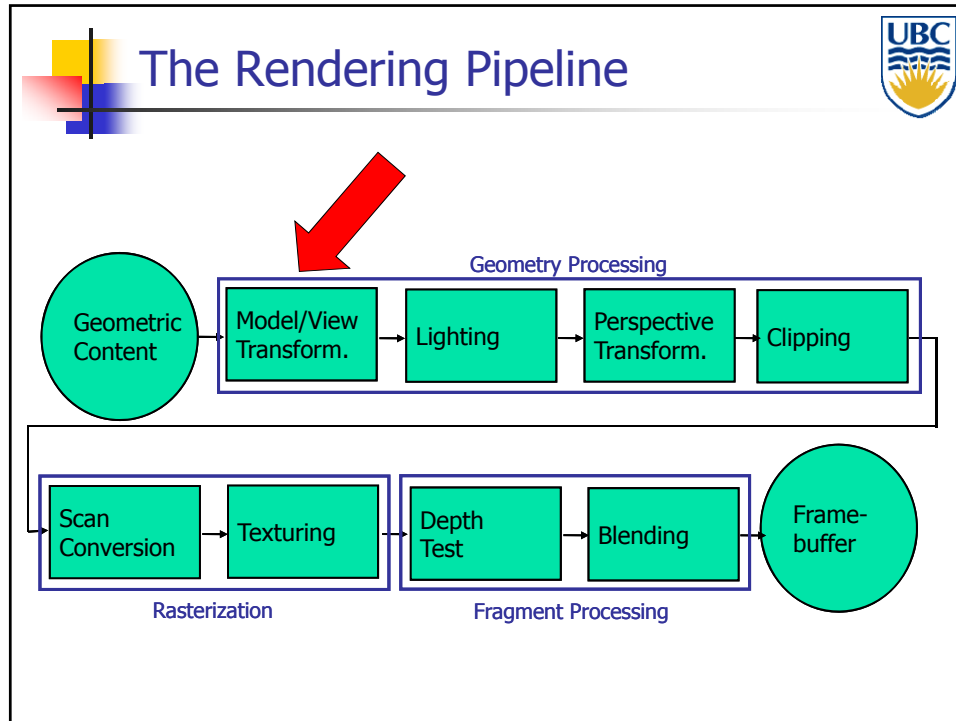 The Rendering Pipeline
UBC
Geometry Processing
Geometric
Content
Model/View
Transform.
Lighting
Perspective
Transform.
Clipping
Scan
Conversion
Texturing
Depth
Test
Blending
Frame-
buffer
Rasterization
Fragment Processing